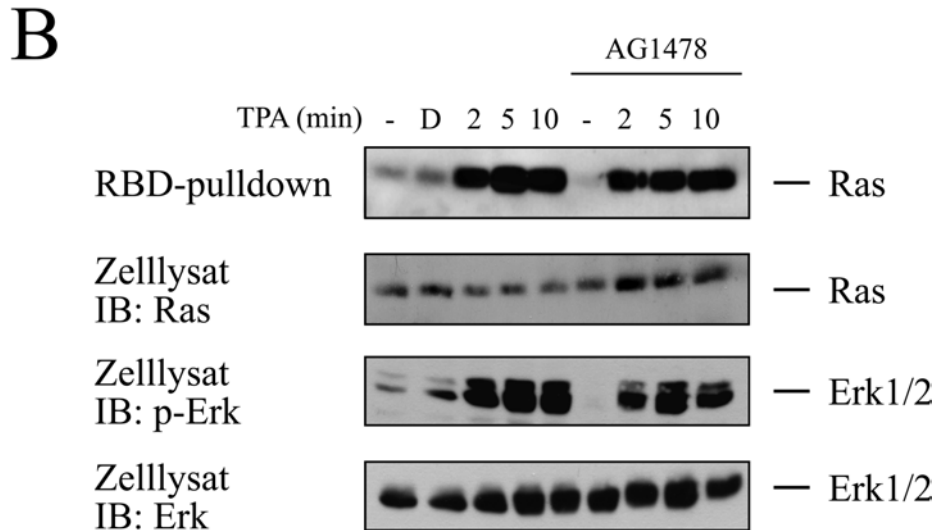 B
AG1478
TPA (min) - D 2 5 10 - 2 5 10
RBD-pulldown — Ras
Zelllysat
IB: Ras — Ras
Zelllysat
IB: p-Erk — Erk1/2
Zelllysat
IB: Erk — Erk1/2